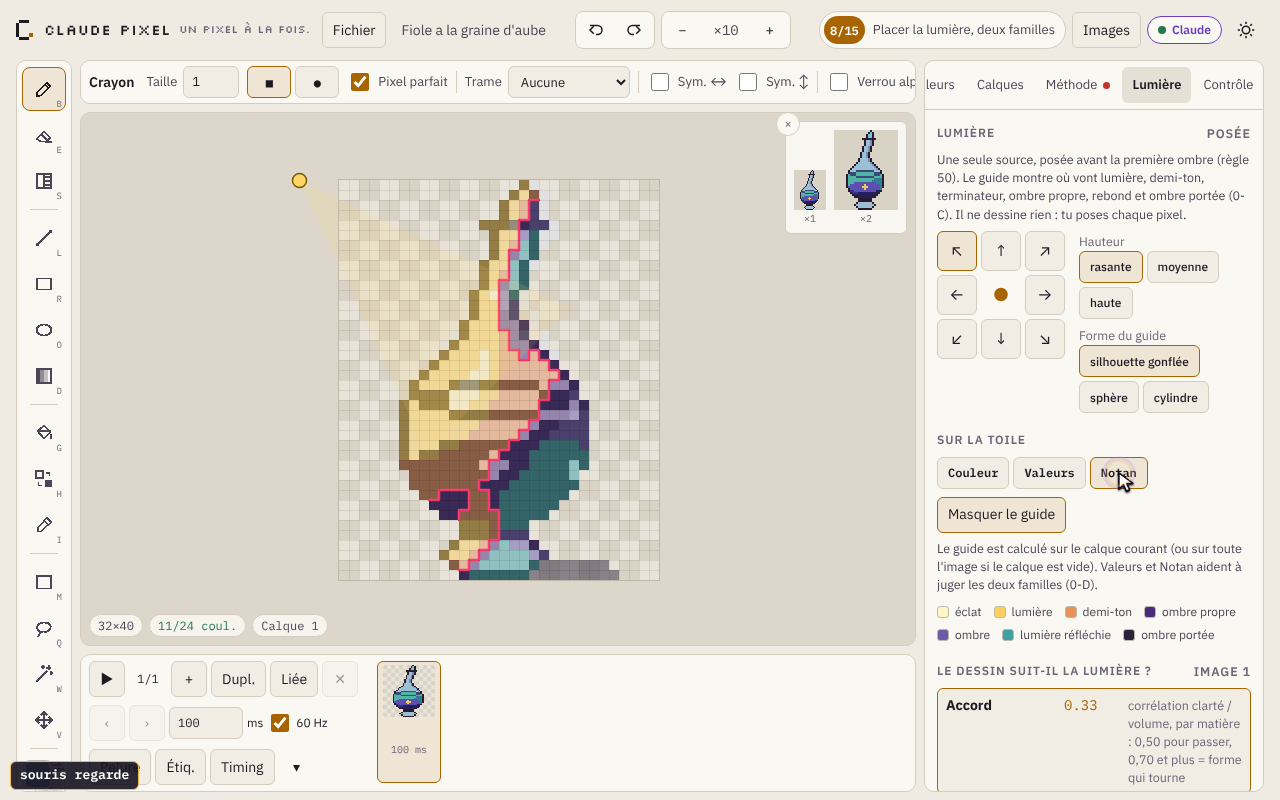 CLAUDE PIXEL UN PIXEL À LA FOIS. Fichier Fiole a la graine d'aube − ×10 + 8/15 Placer la lumière, deux familles Images Claude
Crayon Taille 1 Pixel parfait Trame Aucune Sym. ↔ Sym. ↕ Verrou alp
leurs Calques Méthode Lumière Contrôle
B
E
S
L
R
O
D
G
H
I
M
Q
W
V
×
×1 ×2
32×40 11/24 coul. Calque 1
1/1 + Dupl. Liée ×
‹ › 100 ms 60 Hz
Étiq. Timing ▼
100 ms
souris regarde
LUMIÈRE POSÉE
Une seule source, posée avant la première ombre (règle
50). Le guide montre où vont lumière, demi-ton,
terminateur, ombre propre, rebond et ombre portée (0-
C). Il ne dessine rien : tu poses chaque pixel.
↖ ↑ ↗
← →
↙ ↓ ↘
Hauteur
rasante moyenne
haute
Forme du guide
silhouette gonflée
sphère cylindre
SUR LA TOILE
Couleur Valeurs Notan
Masquer le guide
Le guide est calculé sur le calque courant (ou sur toute
l'image si le calque est vide). Valeurs et Notan aident à
juger les deux familles (0-D).
éclat lumière demi-ton ombre propre
ombre lumière réfléchie ombre portée
LE DESSIN SUIT-IL LA LUMIÈRE ? IMAGE 1
Accord 0.33 corrélation clarté /
volume, par matière
: 0,50 pour passer,
0,70 et plus = forme
qui tourne